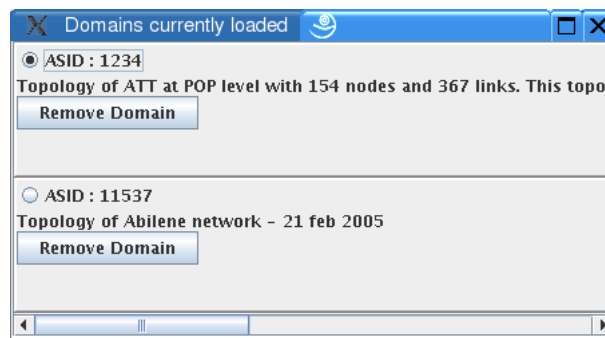 Domains currently loaded
ASID : 1234
Topology of ATT at POP level with 154 nodes and 367 links. This topo
Remove Domain
ASID : 11537
Topology of Abilene network - 21 feb 2005
Remove Domain